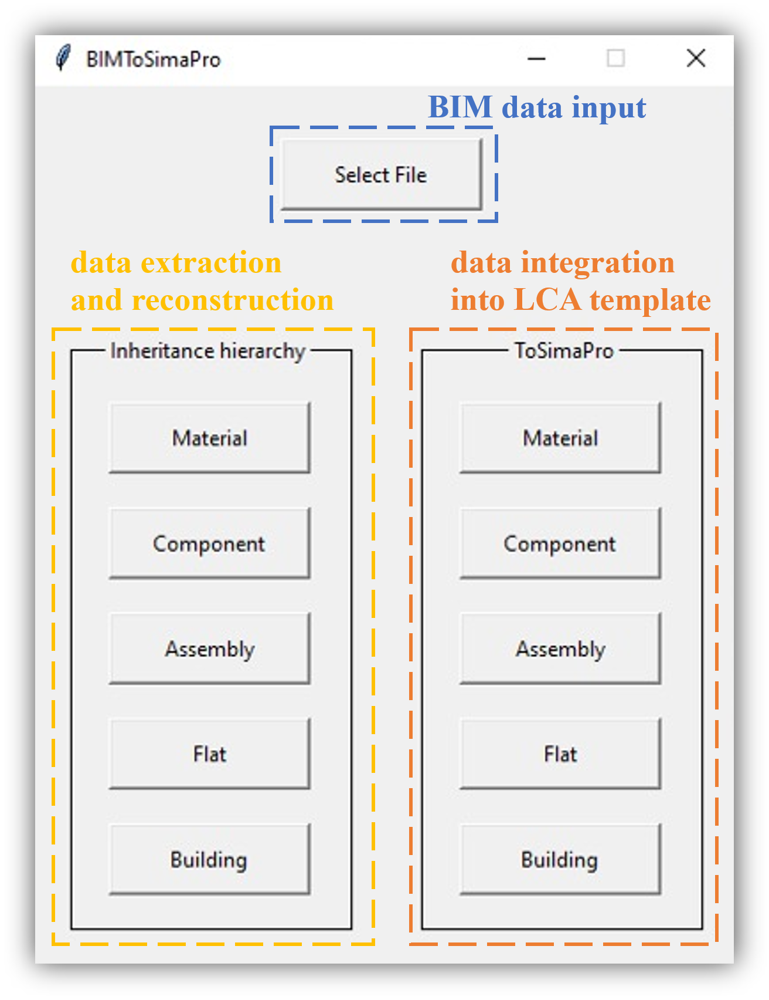 BIMToSimaPro
BIM data input
Select File
data extraction
and reconstruction
Inheritance hierarchy
Material
Component
Assembly
Flat
Building
data integration
into LCA template
ToSimaPro
Material
Component
Assembly
Flat
Building